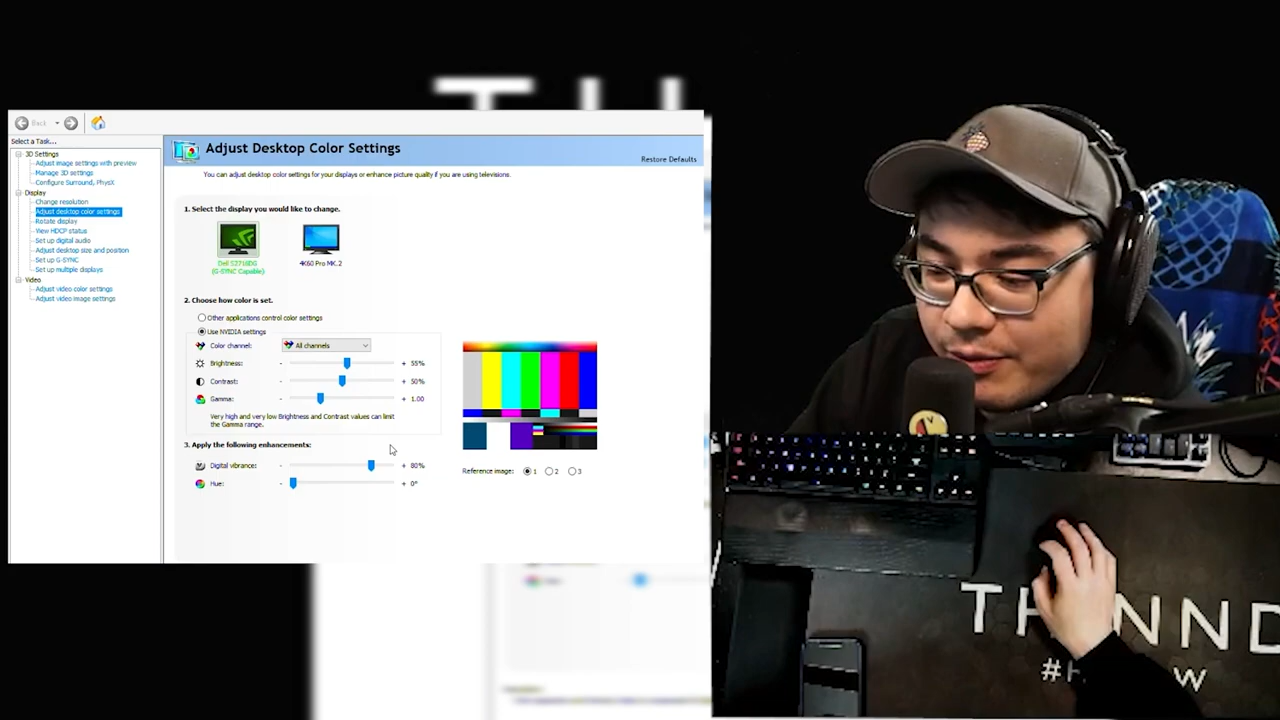 Back
Select a Task...
3D Settings
Adjust image settings with preview
Manage 3D settings
Configure Surround, PhysX
Display
Change resolution
Adjust desktop color settings
Rotate display
View HDCP status
Set up digital audio
Adjust desktop size and position
Set up G-SYNC
Set up multiple displays
Video
Adjust video color settings
Adjust video image settings
Adjust Desktop Color Settings
Restore Defaults
You can adjust desktop color settings for your displays or enhance picture quality if you are using televisions.
1. Select the display you would like to change.
Dell S2716DG
(G-SYNC Capable)
4K60 Pro MK.2
2. Choose how color is set.
Other applications control color settings
Use NVIDIA settings
Color channel:
All channels
Brightness:
- + 55%
Contrast:
- + 50%
Gamma:
- + 1.00
Very high and very low Brightness and Contrast values can limit
the Gamma range.
3. Apply the following enhancements:
Digital vibrance:
- + 80%
Hue:
- + 0°
Reference image: 1 2 3